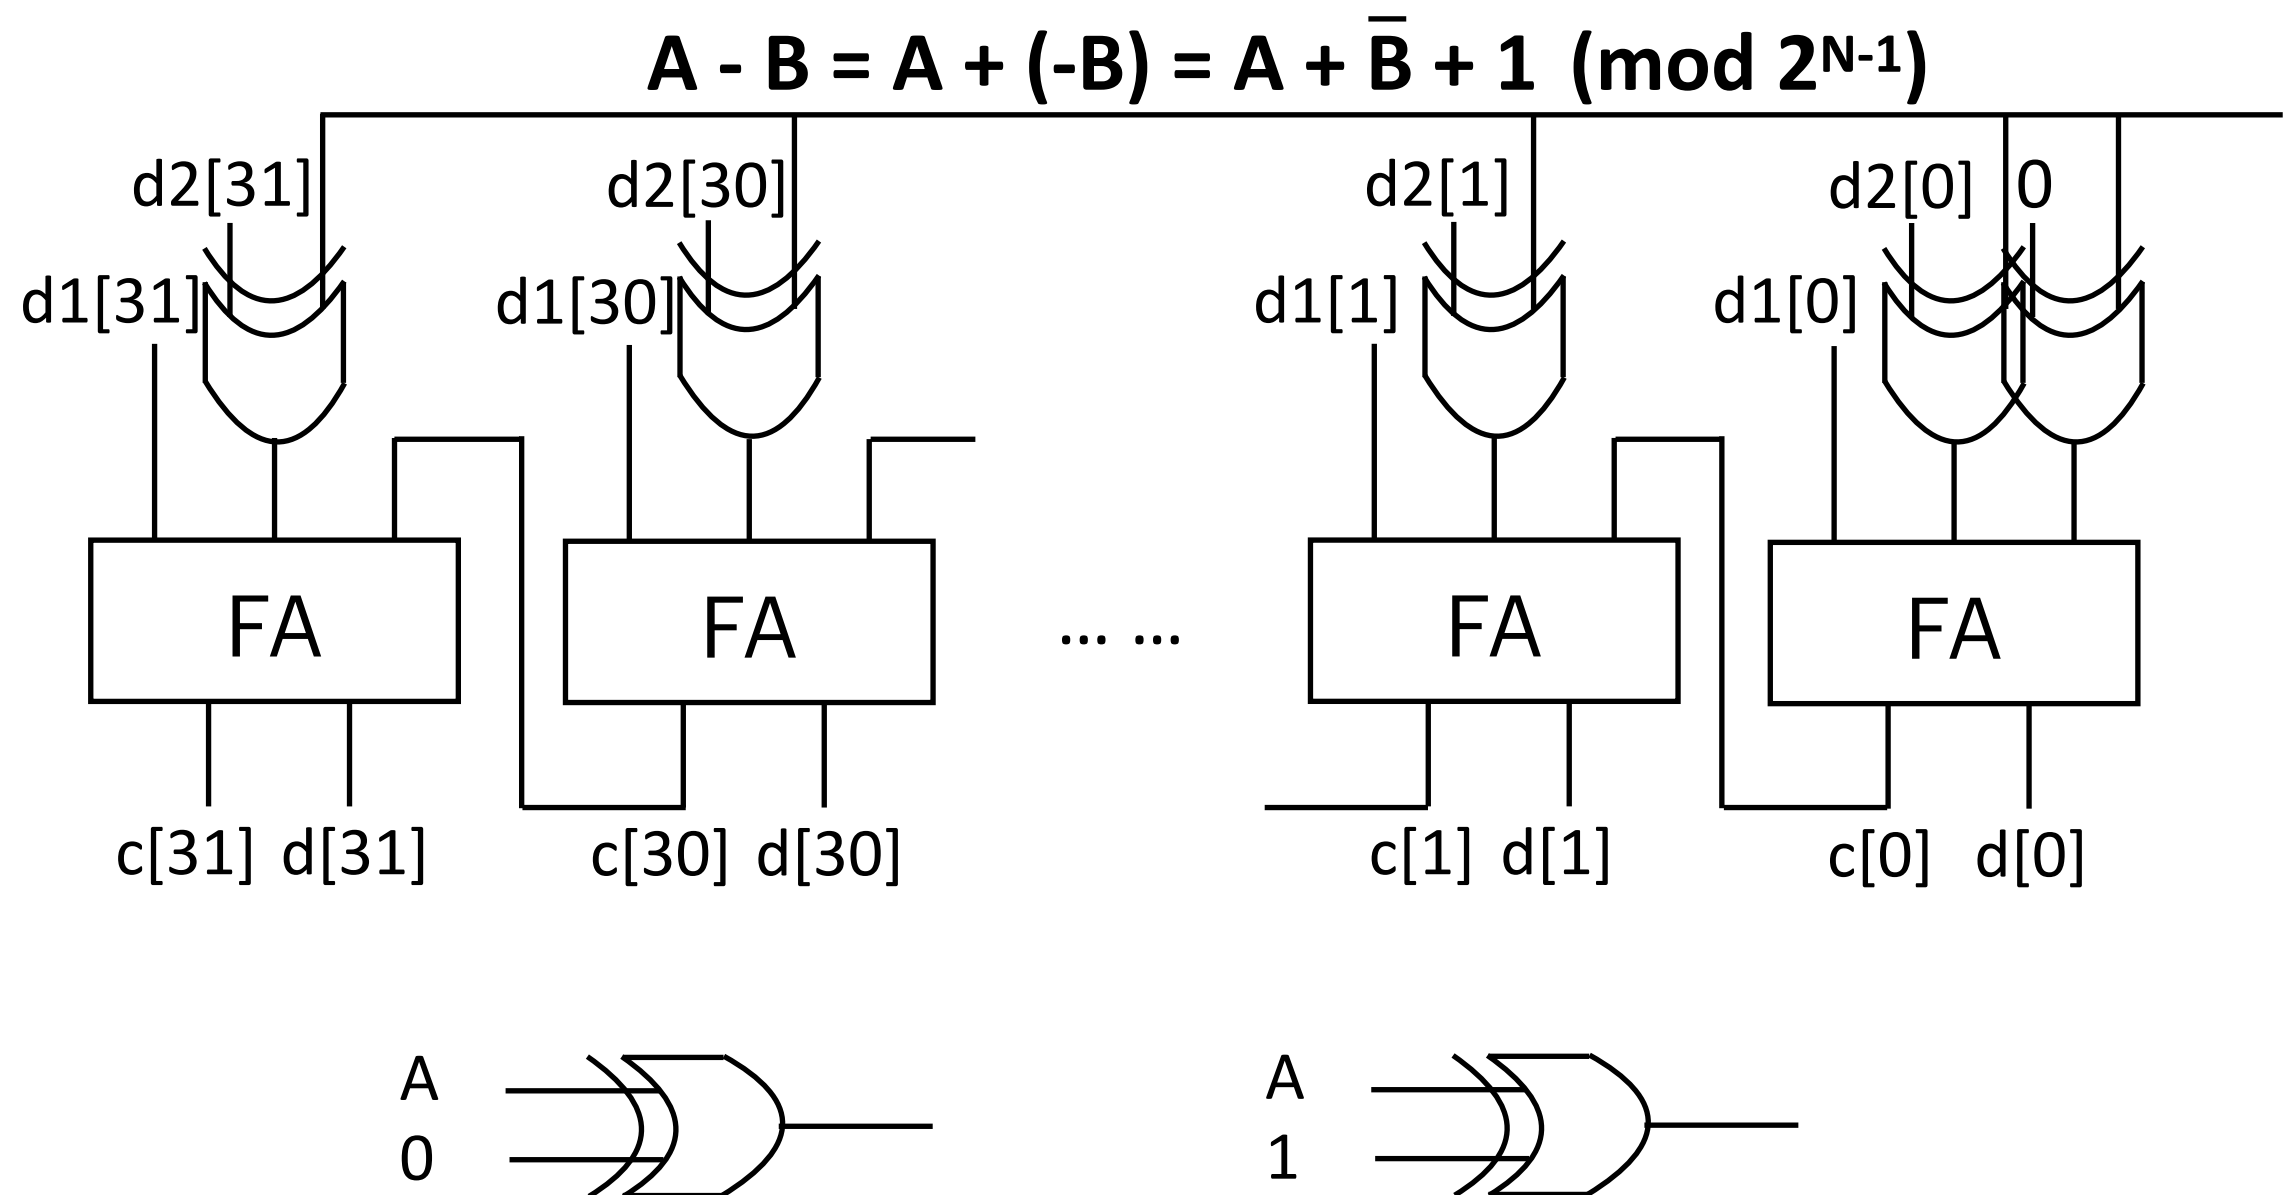 A - B = A + (-B) = A + B̅ + 1 (mod 2ᴺ⁻¹)
d2[31] d2[30] d2[1] d2[0] 0
d1[31] d1[30] d1[1] d1[0]
FA FA ... ... FA FA
c[31] d[31] c[30] d[30] c[1] d[1] c[0] d[0]
A A
0 1